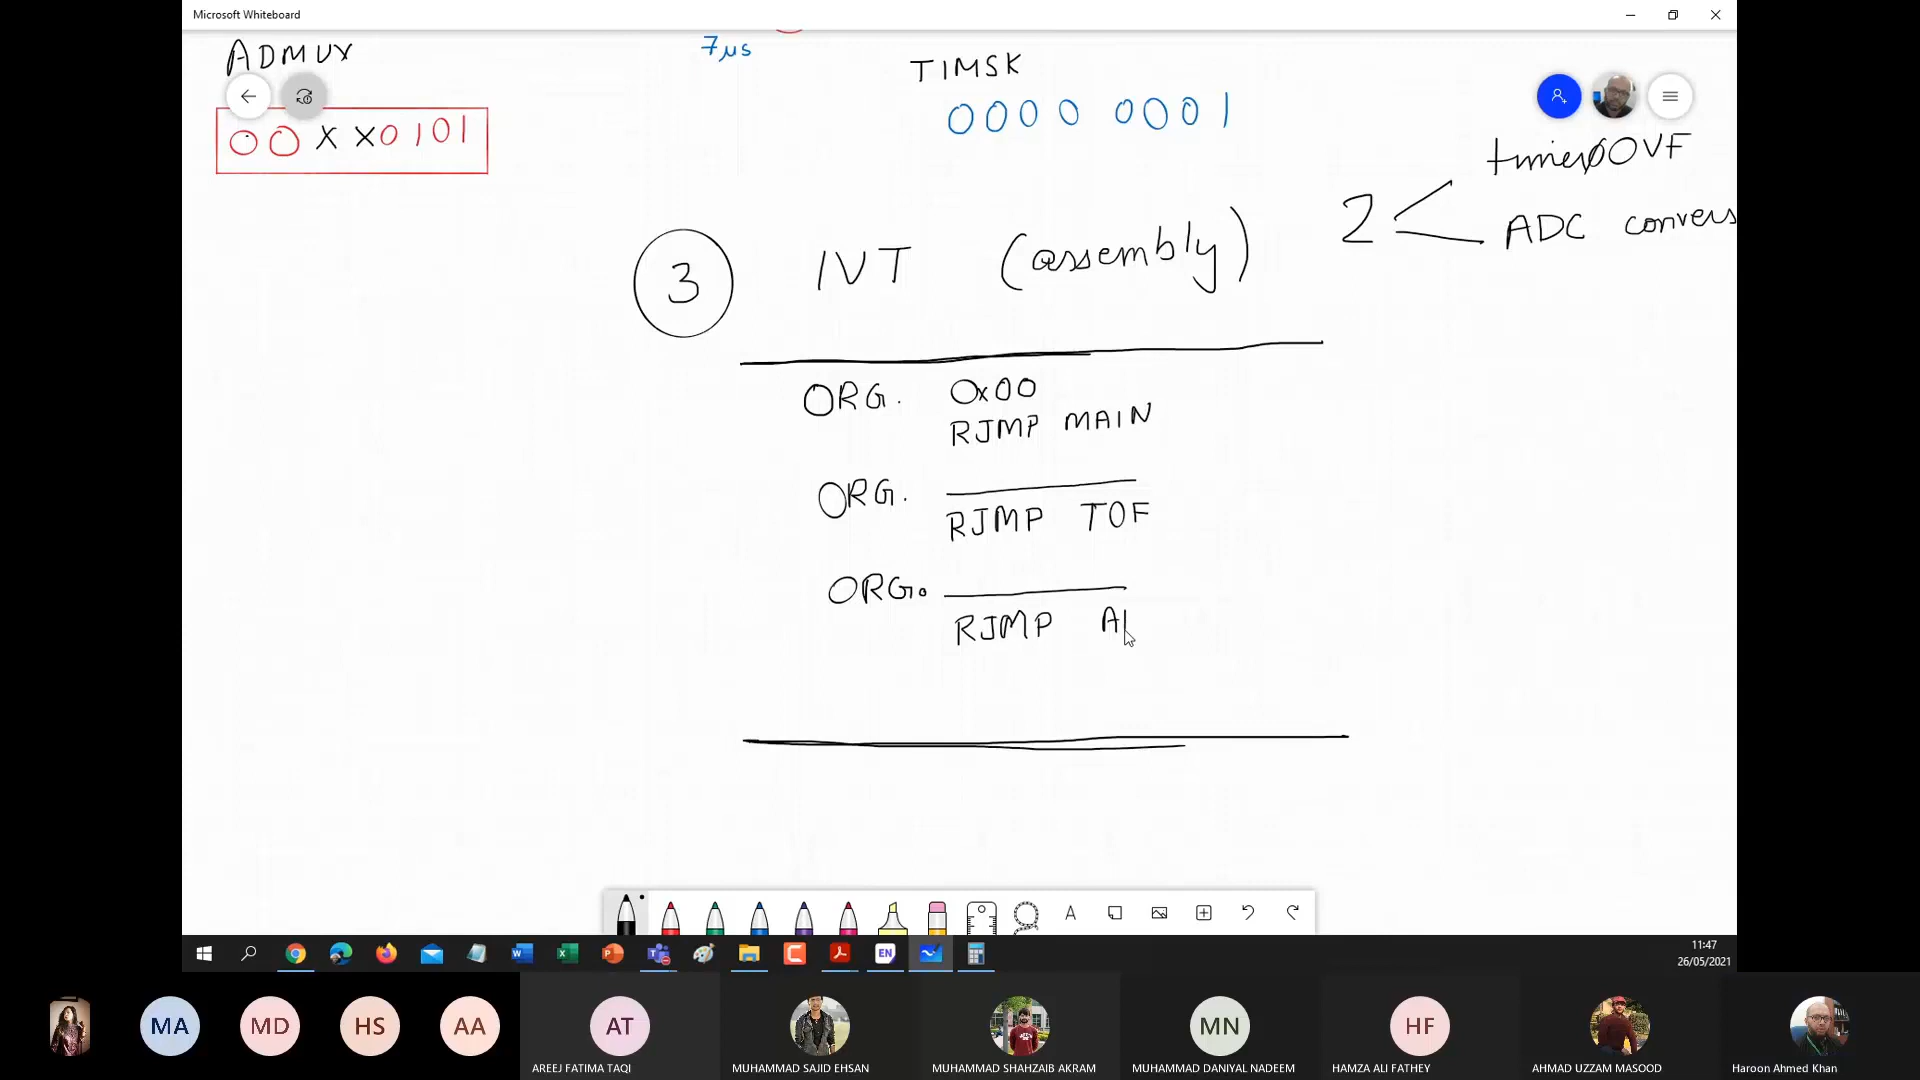 Microsoft Whiteboard
ADMUX
00XX0101
7µs
TIMSK
0000 0001
2
timer0OVF
ADC convers
3
IVT (assembly)
ORG. 0x00
RJMP MAIN
ORG.
RJMP TOF
ORG.
RJMP A
A
EN
11:47
26/05/2021
MA
MD
HS
AA
AT
MN
HF
AREEJ FATIMA TAQI
MUHAMMAD SAJID EHSAN
MUHAMMAD SHAHZAIB AKRAM
MUHAMMAD DANIYAL NADEEM
HAMZA ALI FATHEY
AHMAD UZZAM MASOOD
Haroon Ahmed Khan